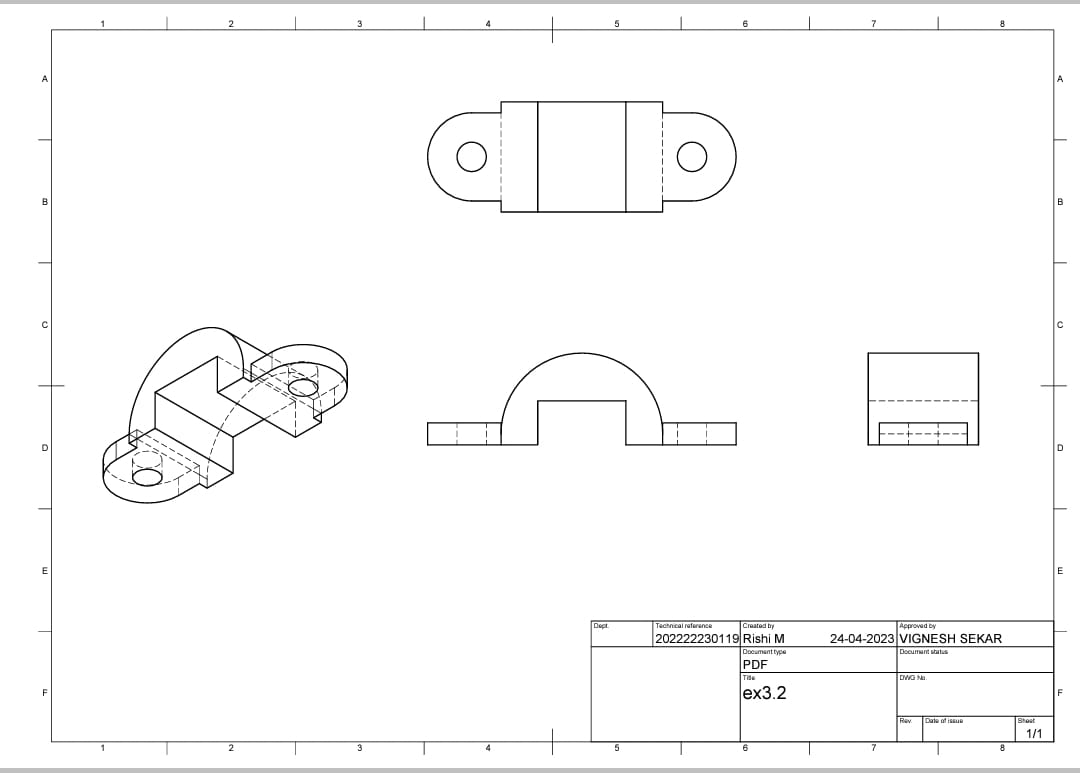 1 2 3 4 5 6 7 8
A A
B B
C C
D D
E E
Dept. Technical reference Created by Approved by
202222230119 Rishi M 24-04-2023 VIGNESH SEKAR
Document type Document status
PDF
Title DWG No.
ex3.2
F F
Rev. Date of issue Sheet
1/1
1 2 3 4 5 6 7 8